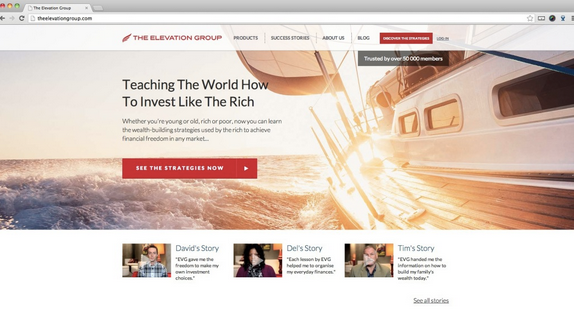 The Elevation Group
theelevationgroup.com
THE ELEVATION GROUP
PRODUCTS
SUCCESS STORIES
ABOUT US
BLOG
DISCOVER THE STRATEGIES
LOG IN
Trusted by over 50 000 members
Teaching The World How
To Invest Like The Rich
Whether you're young or old, rich or poor, now you can learn
the wealth-building strategies used by the rich to achieve
financial freedom in any market...
SEE THE STRATEGIES NOW
David's Story
"EVG gave me the
freedom to make my
own investment
choices."
Del's Story
"Each lesson by EVG
helped me to organise
my everyday finances."
Tim's Story
"EVG handed me the
information on how to
build my family's
wealth today."
See all stories